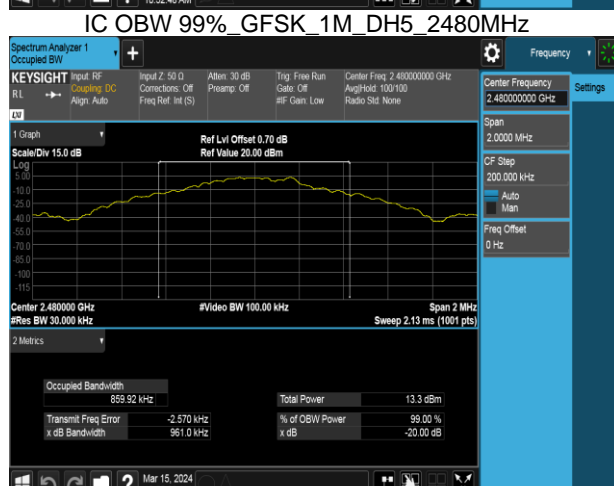 IC OBW 99%_GFSK_1M_DH5_2480MHz
Spectrum Analyzer 1
Occupied BW
Frequency
KEYSIGHT Input: RF Input Z: 50 Ω Atten: 30 dB Trig: Free Run Center Freq: 2.480000000 GHz
RL Coupling: DC Corrections: Off Preamp: Off Gate: Off Avg|Hold: 100/100
Align: Auto Freq Ref: Int (S) #IF Gain: Low Radio Std: None
LXI
Center Frequency
2.480000000 GHz
Settings
Span
2.0000 MHz
CF Step
200.000 kHz
Auto
Man
Freq Offset
0 Hz
1 Graph
Ref Lvl Offset 0.70 dB
Scale/Div 15.0 dB Ref Value 20.00 dBm
Log
5.00
-10.0
-25.0
-40.0
-55.0
-70.0
-85.0
-100
-115
Center 2.480000 GHz #Video BW 100.00 kHz Span 2 MHz
#Res BW 30.000 kHz Sweep 2.13 ms (1001 pts)
2 Metrics
Occupied Bandwidth
859.92 kHz Total Power 13.3 dBm
Transmit Freq Error -2.570 kHz % of OBW Power 99.00 %
x dB Bandwidth 961.0 kHz x dB -20.00 dB
Mar 15, 2024